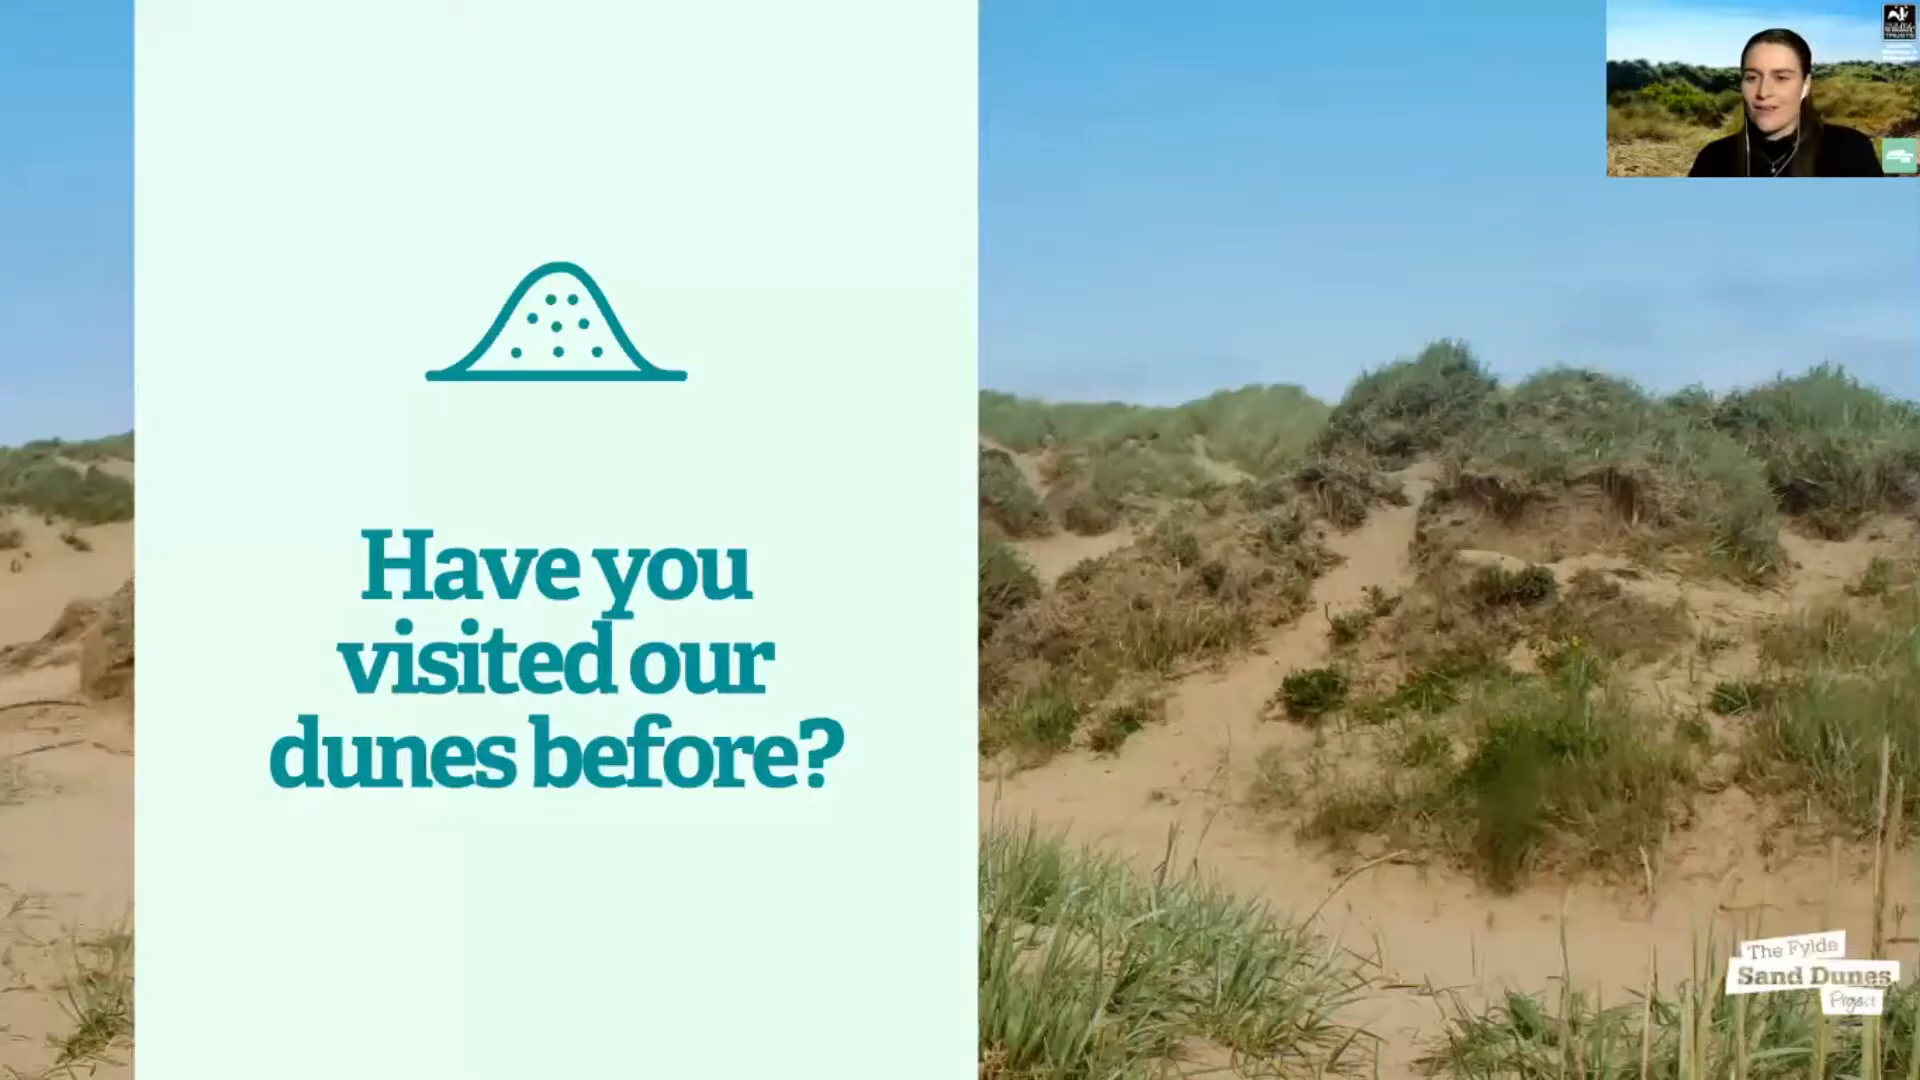 Have you
visited our
dunes before?
The Fylde
Sand Dunes
Project